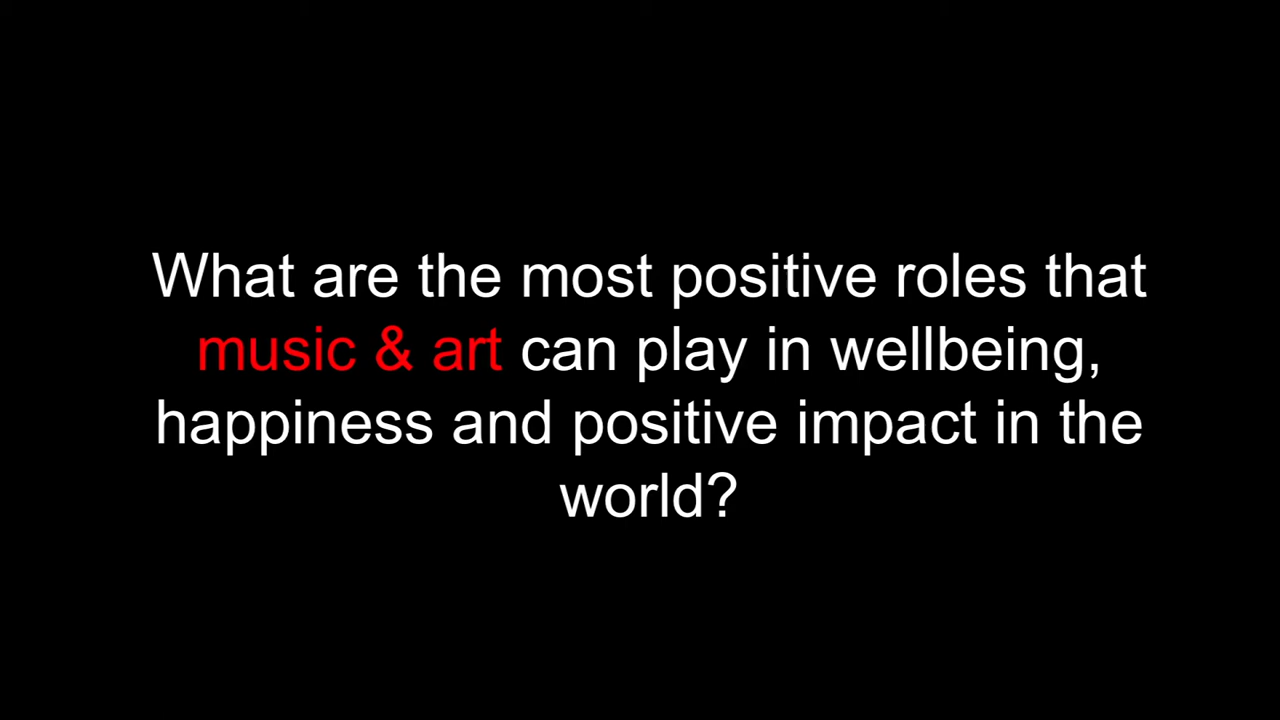 What are the most positive roles that
music & art can play in wellbeing,
happiness and positive impact in the
world?